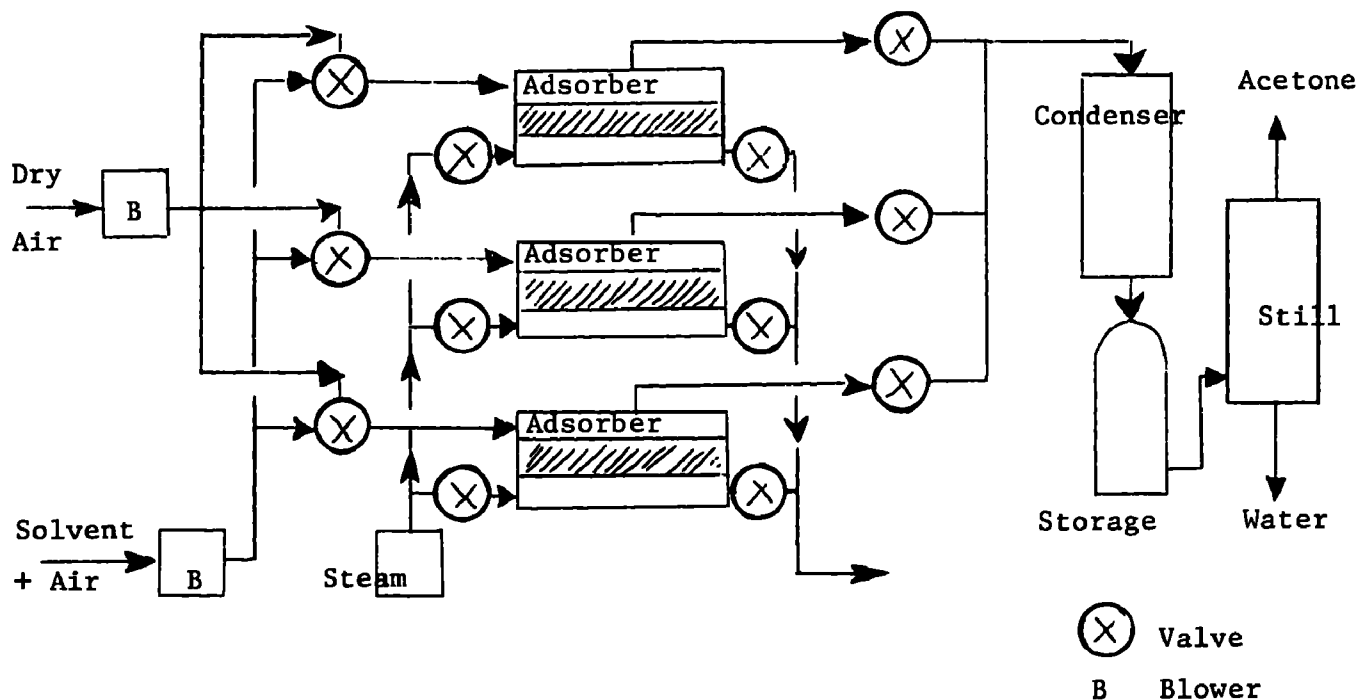 Adsorber
Condenser
Acetone
Dry
Air
B
Adsorber
Still
Adsorber
Solvent
+ Air
B
Steam
Storage
Water
X Valve
B Blower